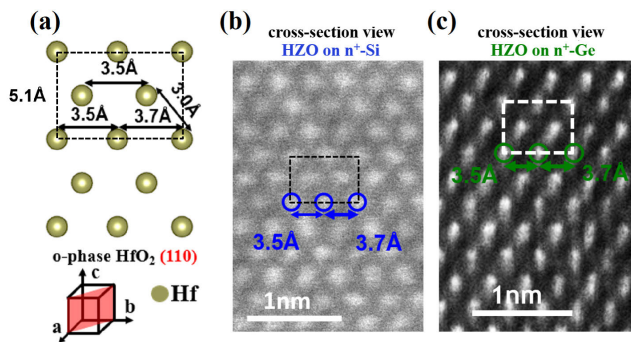 (a)
3.5Å
5.1Å
3.0Å
3.5Å
3.7Å
o-phase HfO₂ (110)
c
b
a
Hf
(b)
cross-section view
HZO on n⁺-Si
3.5Å
3.7Å
1nm
(c)
cross-section view
HZO on n⁺-Ge
3.5Å
3.7Å
1nm